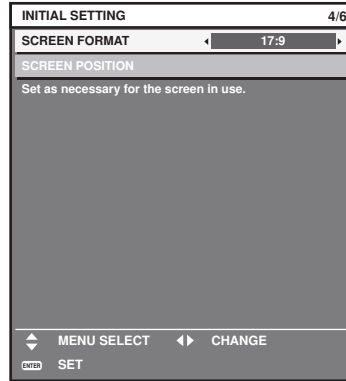 INITIAL SETTING 4/6
SCREEN FORMAT 17:9
SCREEN POSITION
Set as necessary for the screen in use.
MENU SELECT CHANGE
ENTER SET